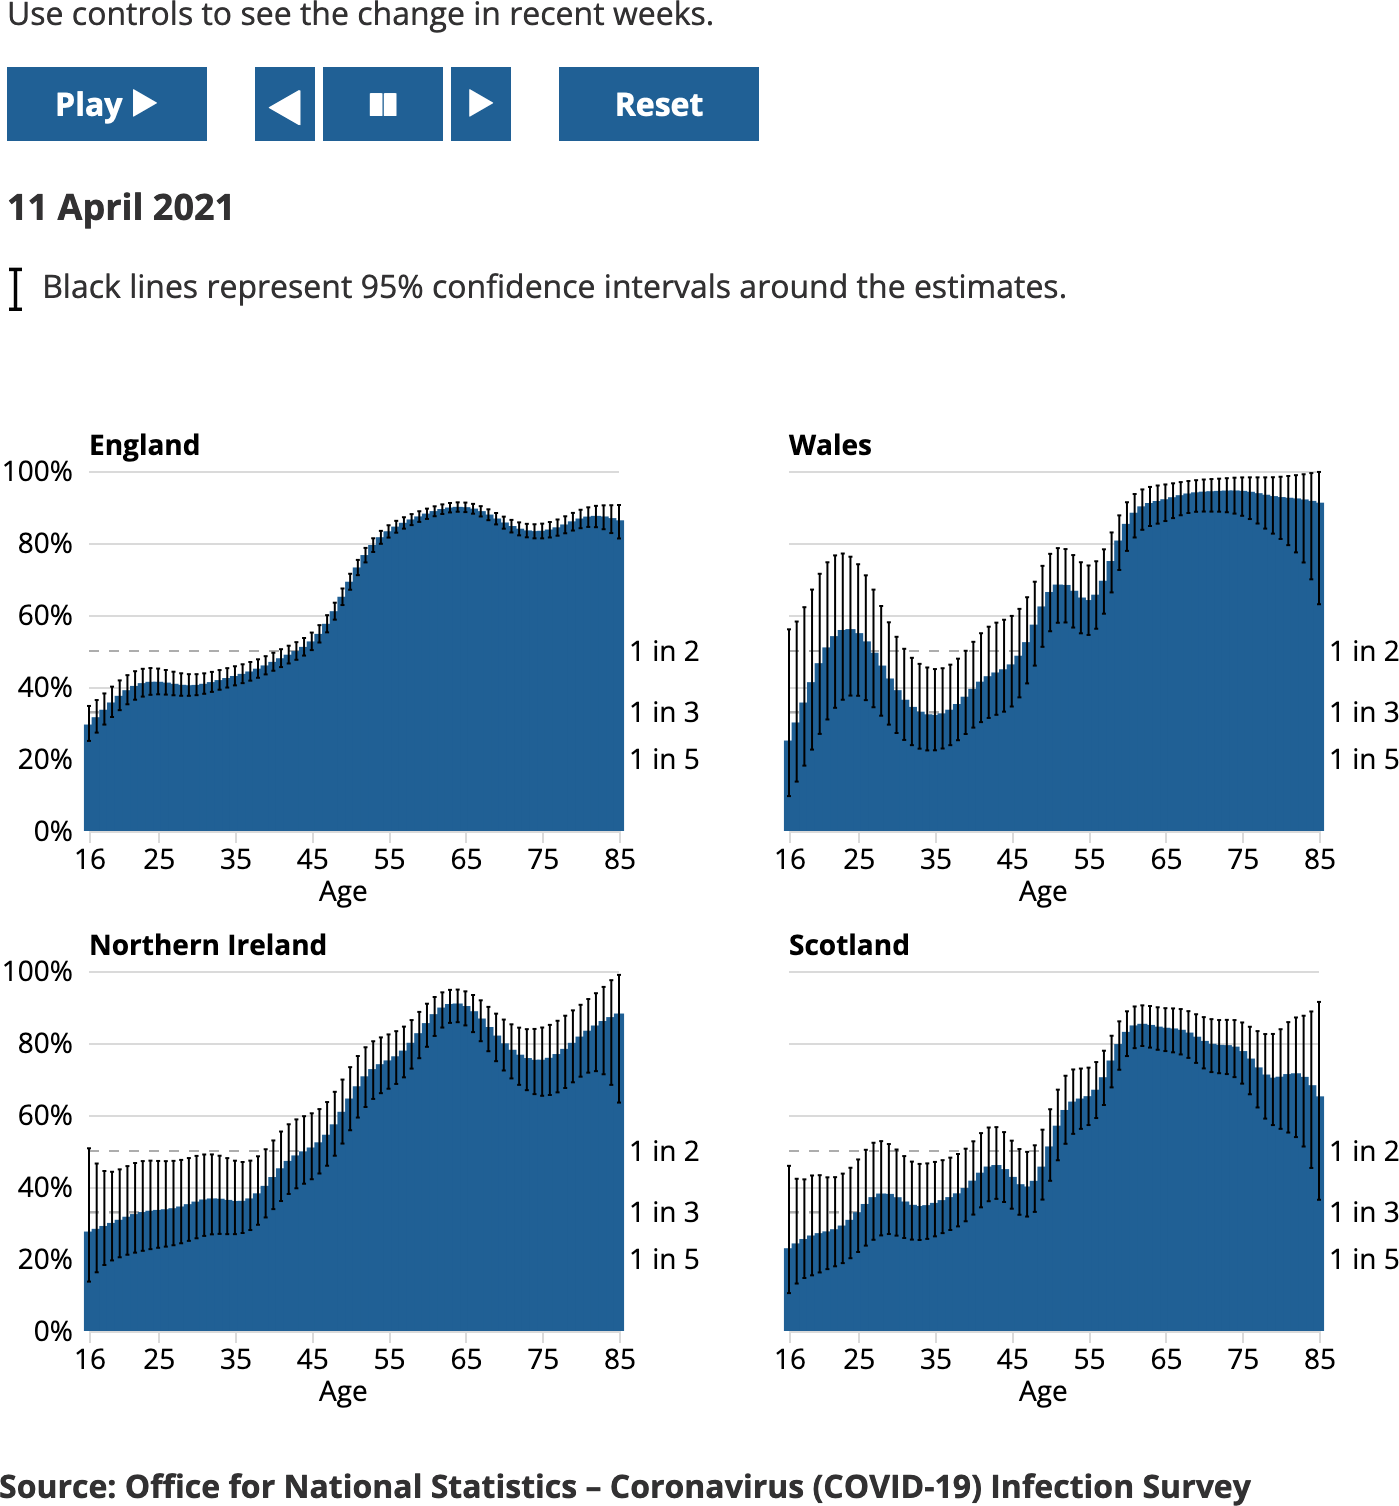 Use controls to see the change in recent weeks.
Play
Reset
11 April 2021
Black lines represent 95% confidence intervals around the estimates.
England
100%
80%
60%
40%
20%
0%
1 in 2
1 in 3
1 in 5
16 25 35 45 55 65 75 85
Age
Wales
1 in 2
1 in 3
1 in 5
16 25 35 45 55 65 75 85
Age
Northern Ireland
100%
80%
60%
40%
20%
0%
1 in 2
1 in 3
1 in 5
16 25 35 45 55 65 75 85
Age
Scotland
1 in 2
1 in 3
1 in 5
16 25 35 45 55 65 75 85
Age
Source: Office for National Statistics – Coronavirus (COVID-19) Infection Survey